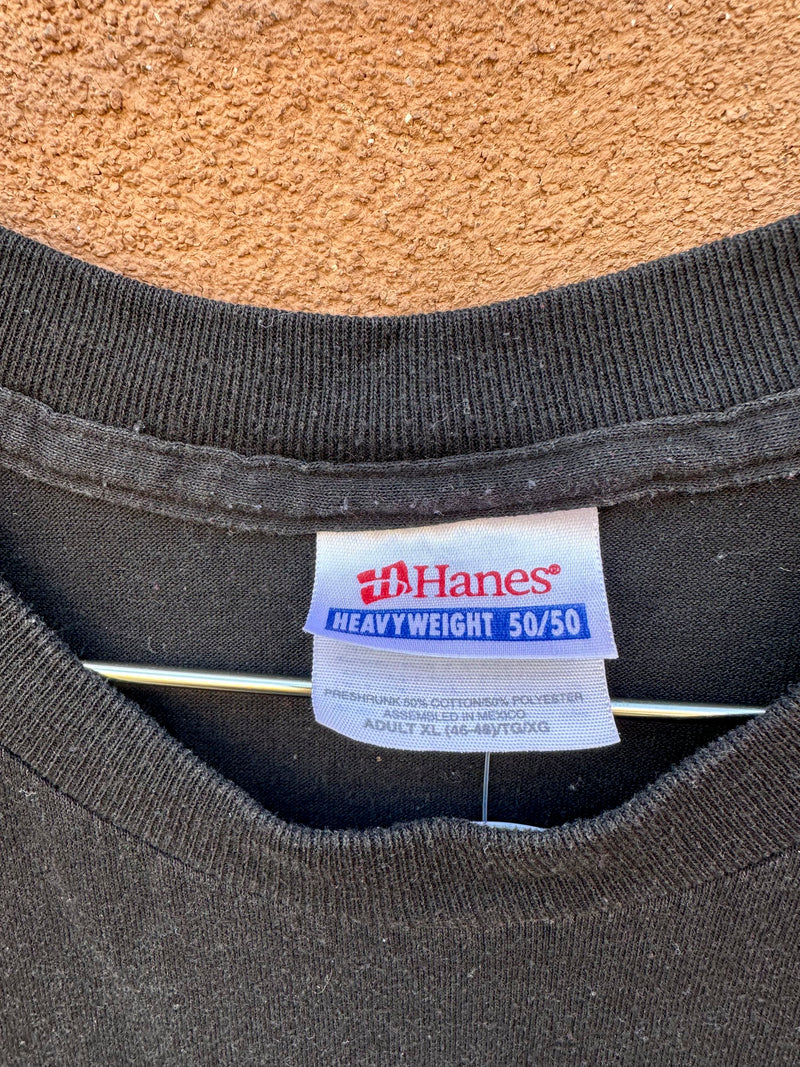 Hanes®
HEAVYWEIGHT 50/50
PRESHRUNK 50% COTTON/50% POLYESTER
ASSEMBLED IN MEXICO
ADULT XL (46-48)/TG/XG